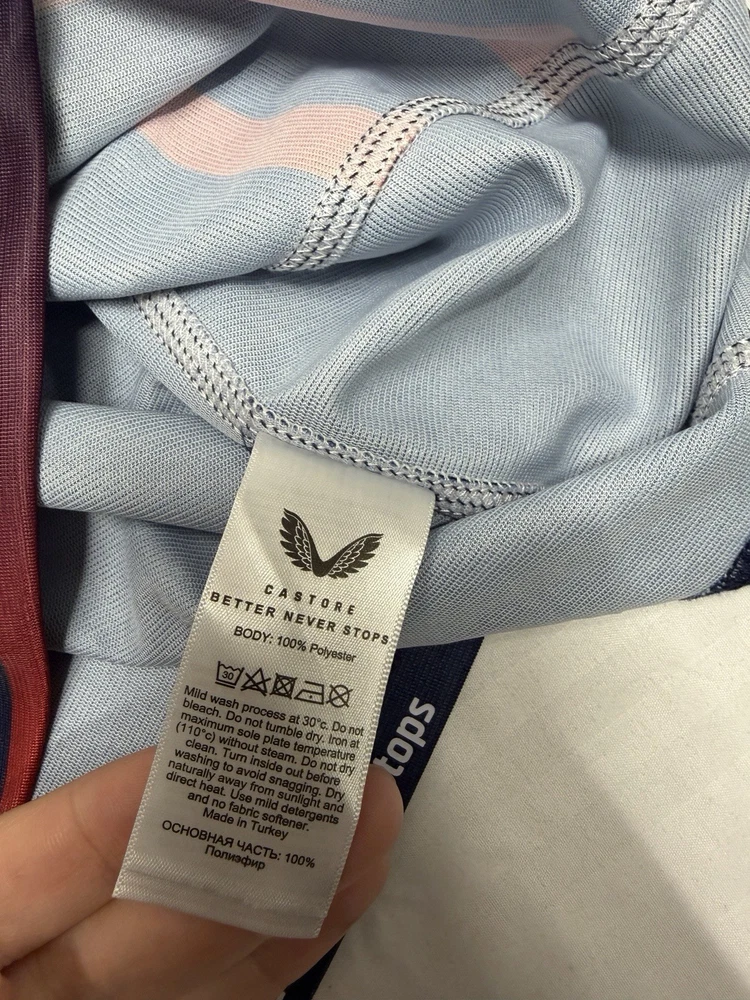 CASTORE
BETTER NEVER STOPS
BODY: 100% Polyester
30
Mild wash process at 30°c. Do not
bleach. Do not tumble dry. Iron at
maximum sole plate temperature
(110°c) without steam. Do not dry
clean. Turn inside out before
washing to avoid snagging. Dry
naturally away from sunlight and
direct heat. Use mild detergents
and no fabric softener.
Made in Turkey
ОСНОВНАЯ ЧАСТЬ: 100%
Полиэфир
tops